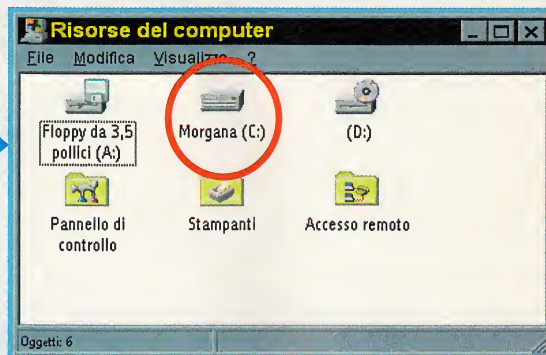 Risorse del computer
File Modifica Visualizza ?
Floppy da 3,5
pollici (A:)
Morgana (C:)
(D:)
Pannello di
controllo
Stampanti
Accesso remoto
Oggetti: 6